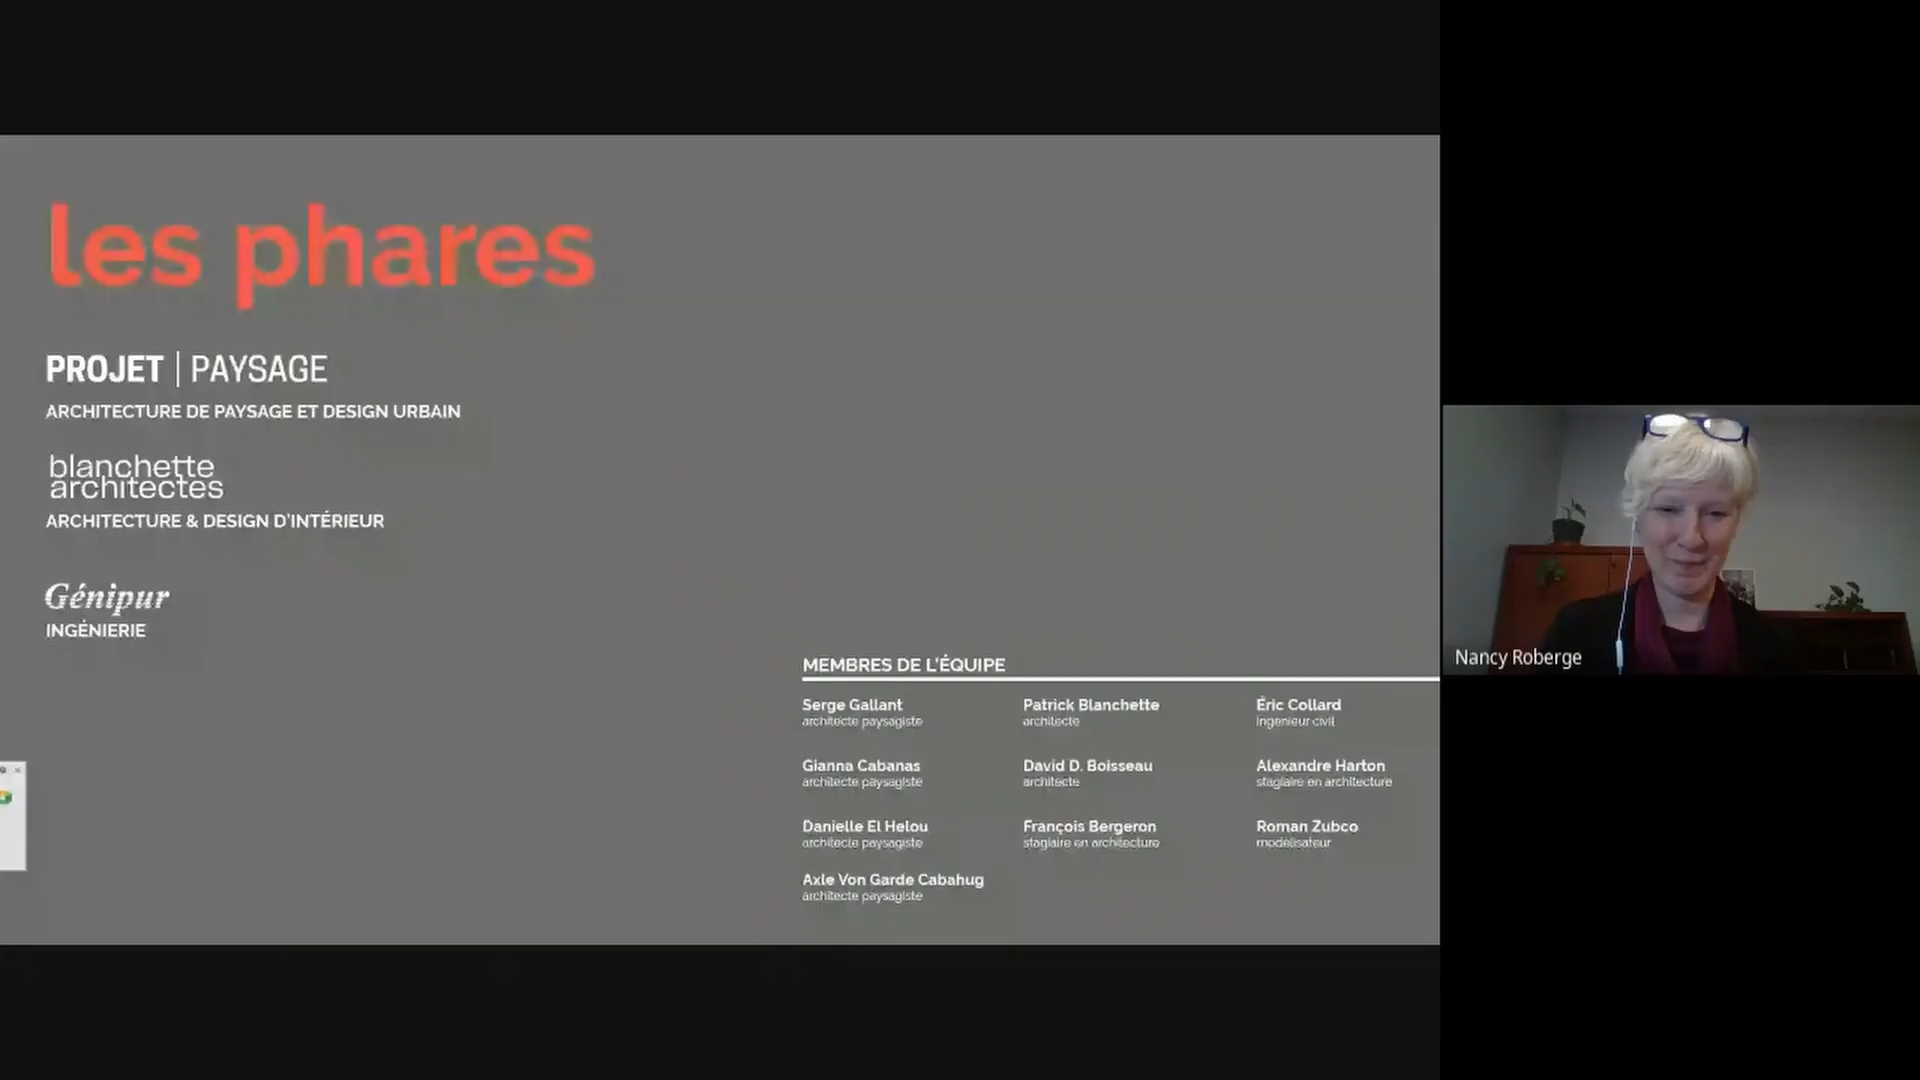 les phares
PROJET | PAYSAGE
ARCHITECTURE DE PAYSAGE ET DESIGN URBAIN
blanchette
architectes
ARCHITECTURE & DESIGN D'INTÉRIEUR
Génipur
INGÉNIERIE
MEMBRES DE L'ÉQUIPE
Serge Gallant
architecte paysagiste
Gianna Cabanas
architecte paysagiste
Danielle El Helou
architecte paysagiste
Axle Von Garde Cabahug
architecte paysagiste
Patrick Blanchette
architecte
David D. Boisseau
architecte
François Bergeron
stagiaire en architecture
Éric Collard
ingénieur civil
Alexandre Harton
stagiaire en architecture
Roman Zubco
modélisateur
Nancy Roberge